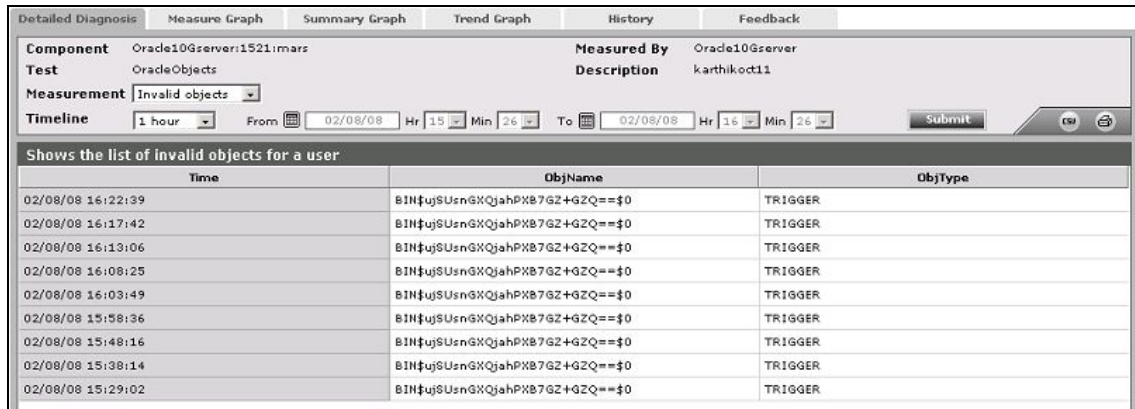 Detailed Diagnosis Measure Graph Summary Graph Trend Graph History Feedback
Component Oracle10Gserver:1521:mars Measured By Oracle10Gserver
Test OracleObjects Description karthikoct11
Measurement Invalid objects
Timeline 1 hour From 02/08/08 Hr 15 Min 26 To 02/08/08 Hr 16 Min 26 Submit CSV
Shows the list of invalid objects for a user
Time ObjName ObjType
02/08/08 16:22:39 BIN$ujSUsnGXQjahPXB7GZ+GZQ==$0 TRIGGER
02/08/08 16:17:42 BIN$ujSUsnGXQjahPXB7GZ+GZQ==$0 TRIGGER
02/08/08 16:13:06 BIN$ujSUsnGXQjahPXB7GZ+GZQ==$0 TRIGGER
02/08/08 16:08:25 BIN$ujSUsnGXQjahPXB7GZ+GZQ==$0 TRIGGER
02/08/08 16:03:49 BIN$ujSUsnGXQjahPXB7GZ+GZQ==$0 TRIGGER
02/08/08 15:58:36 BIN$ujSUsnGXQjahPXB7GZ+GZQ==$0 TRIGGER
02/08/08 15:48:16 BIN$ujSUsnGXQjahPXB7GZ+GZQ==$0 TRIGGER
02/08/08 15:38:14 BIN$ujSUsnGXQjahPXB7GZ+GZQ==$0 TRIGGER
02/08/08 15:29:02 BIN$ujSUsnGXQjahPXB7GZ+GZQ==$0 TRIGGER